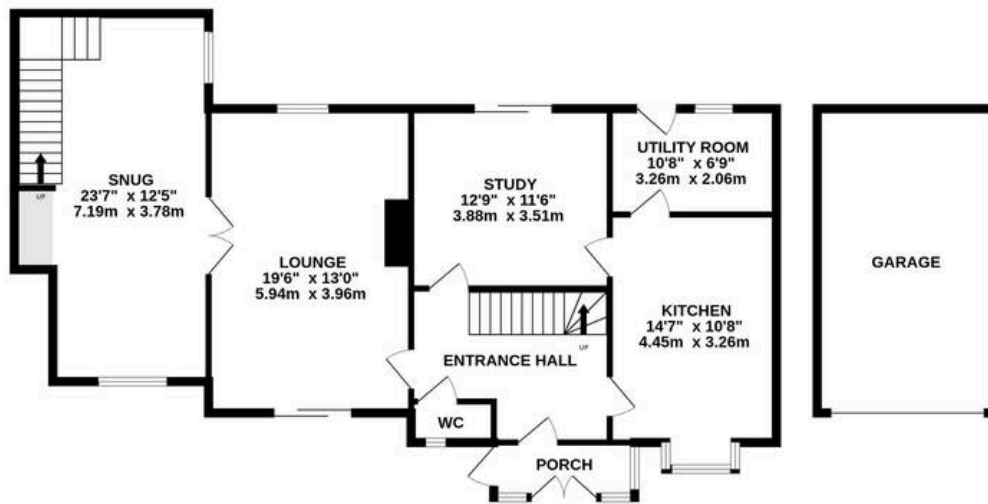 SNUG
23'7" x 12'5"
7.19m x 3.78m
UP
LOUNGE
19'6" x 13'0"
5.94m x 3.96m
STUDY
12'9" x 11'6"
3.88m x 3.51m
UTILITY ROOM
10'8" x 6'9"
3.26m x 2.06m
KITCHEN
14'7" x 10'8"
4.45m x 3.26m
ENTRANCE HALL
UP
WC
PORCH
GARAGE